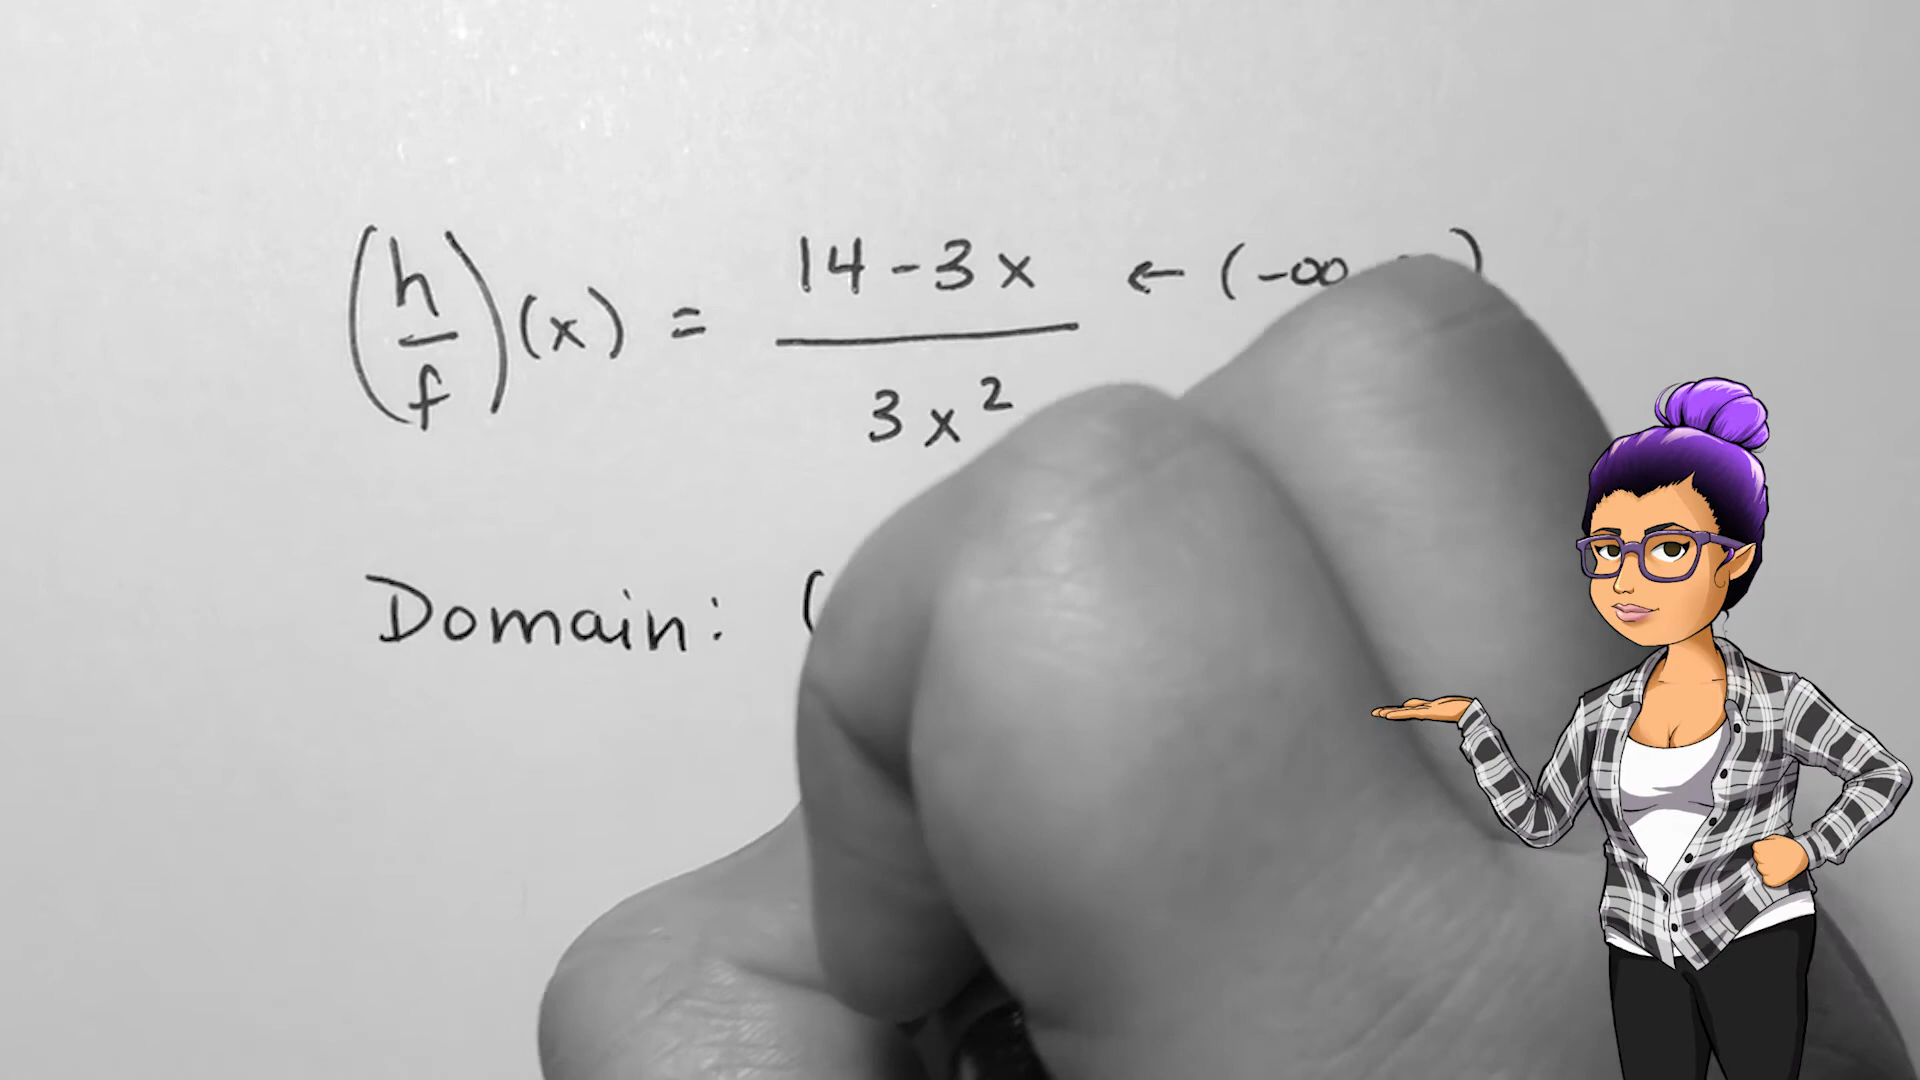 (h/f)(x) = (14-3x)/(3x²) ← (-∞
Domain: (